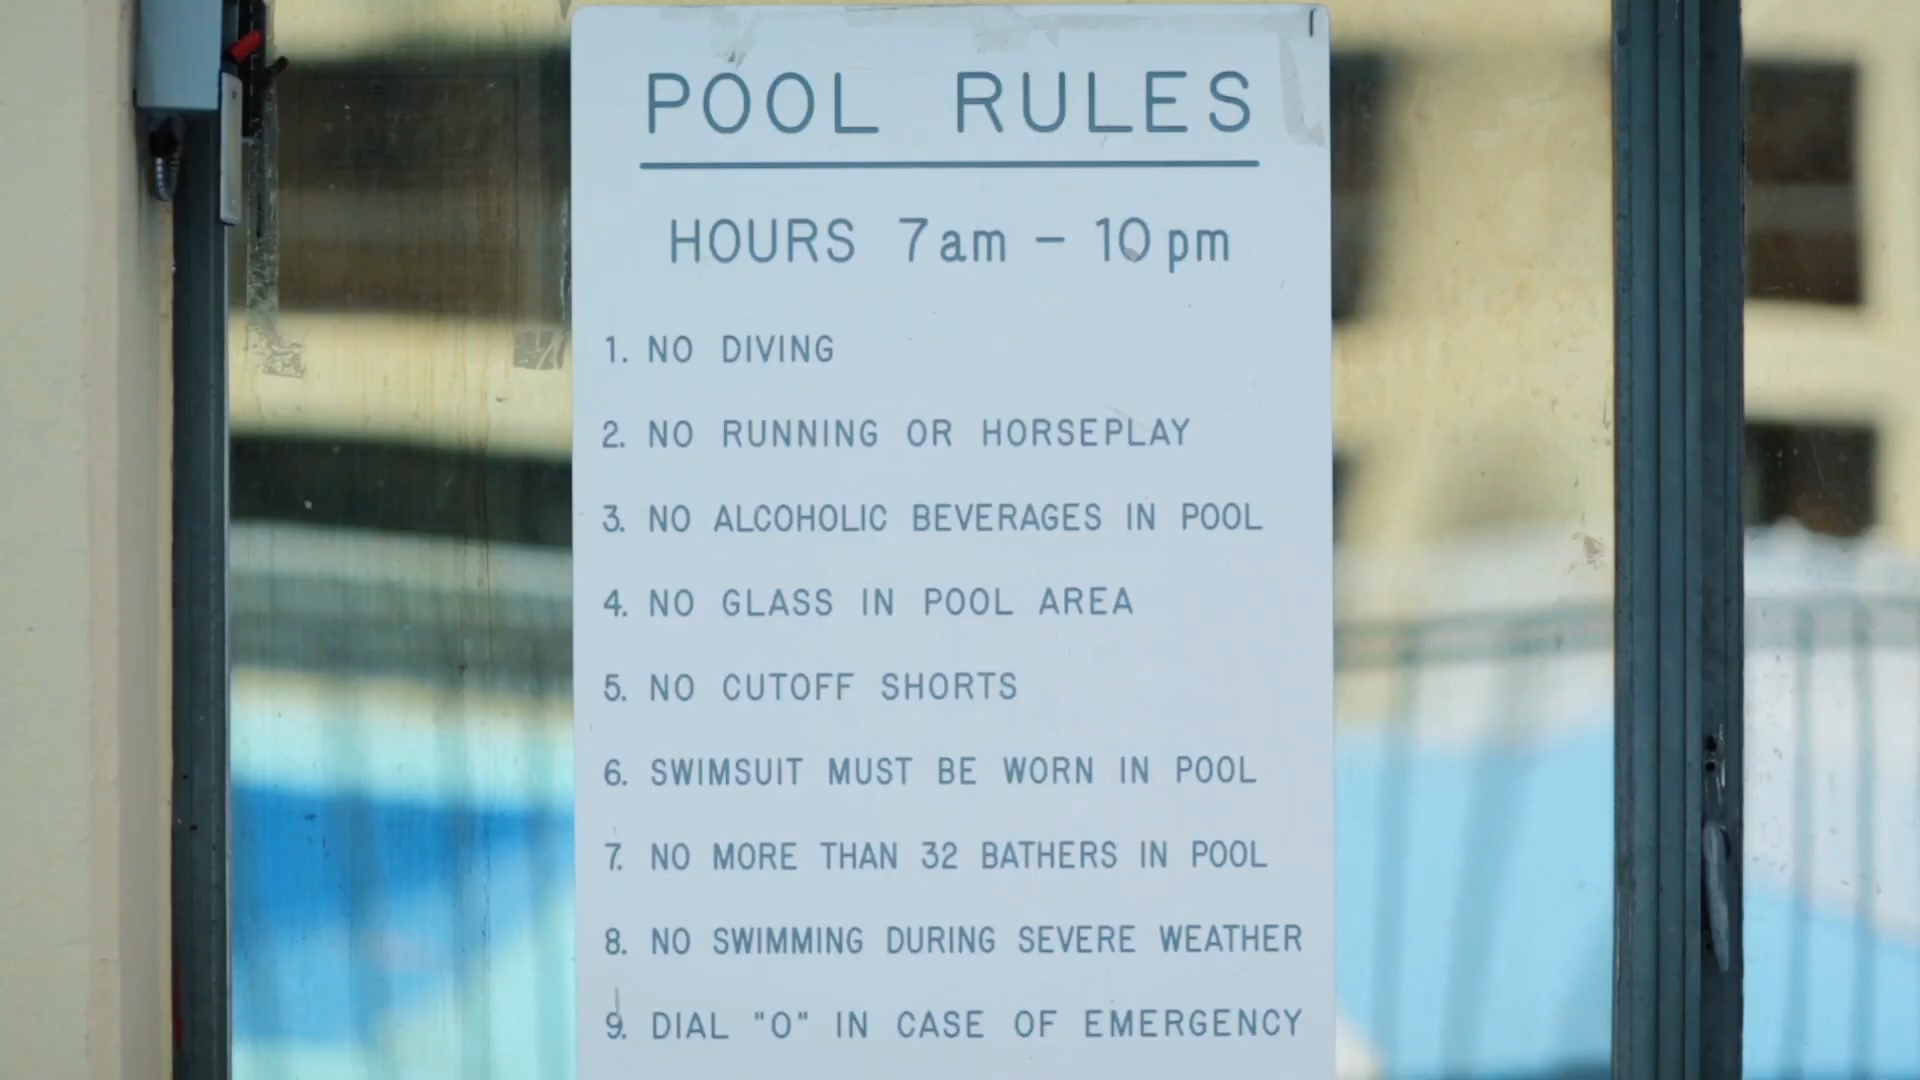 POOL RULES
HOURS 7am - 10pm
1. NO DIVING
2. NO RUNNING OR HORSEPLAY
3. NO ALCOHOLIC BEVERAGES IN POOL
4. NO GLASS IN POOL AREA
5. NO CUTOFF SHORTS
6. SWIMSUIT MUST BE WORN IN POOL
7. NO MORE THAN 32 BATHERS IN POOL
8. NO SWIMMING DURING SEVERE WEATHER
9. DIAL "O" IN CASE OF EMERGENCY